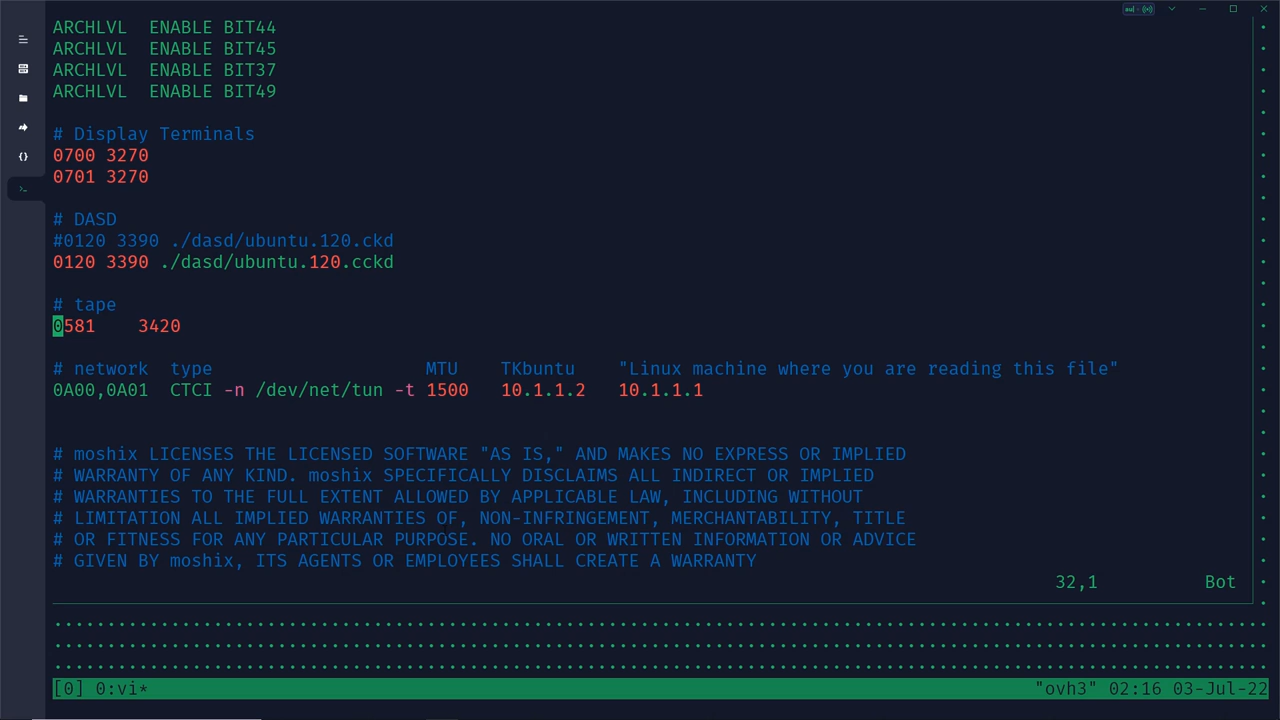 ARCHLVL  ENABLE BIT44
ARCHLVL  ENABLE BIT45
ARCHLVL  ENABLE BIT37
ARCHLVL  ENABLE BIT49
# Display Terminals
0700 3270
0701 3270
# DASD
#0120 3390 ./dasd/ubuntu.120.ckd
0120 3390 ./dasd/ubuntu.120.cckd
# tape
0581    3420
# network  type                    MTU    TKbuntu    "Linux machine where you are reading this file"
0A00,0A01  CTCI -n /dev/net/tun -t 1500   10.1.1.2   10.1.1.1
# moshix LICENSES THE LICENSED SOFTWARE "AS IS," AND MAKES NO EXPRESS OR IMPLIED
# WARRANTY OF ANY KIND. moshix SPECIFICALLY DISCLAIMS ALL INDIRECT OR IMPLIED
# WARRANTIES TO THE FULL EXTENT ALLOWED BY APPLICABLE LAW, INCLUDING WITHOUT
# LIMITATION ALL IMPLIED WARRANTIES OF, NON-INFRINGEMENT, MERCHANTABILITY, TITLE
# OR FITNESS FOR ANY PARTICULAR PURPOSE. NO ORAL OR WRITTEN INFORMATION OR ADVICE
# GIVEN BY moshix, ITS AGENTS OR EMPLOYEES SHALL CREATE A WARRANTY
32,1          Bot
[0] 0:vi*                    "ovh3" 02:16 03-Jul-22